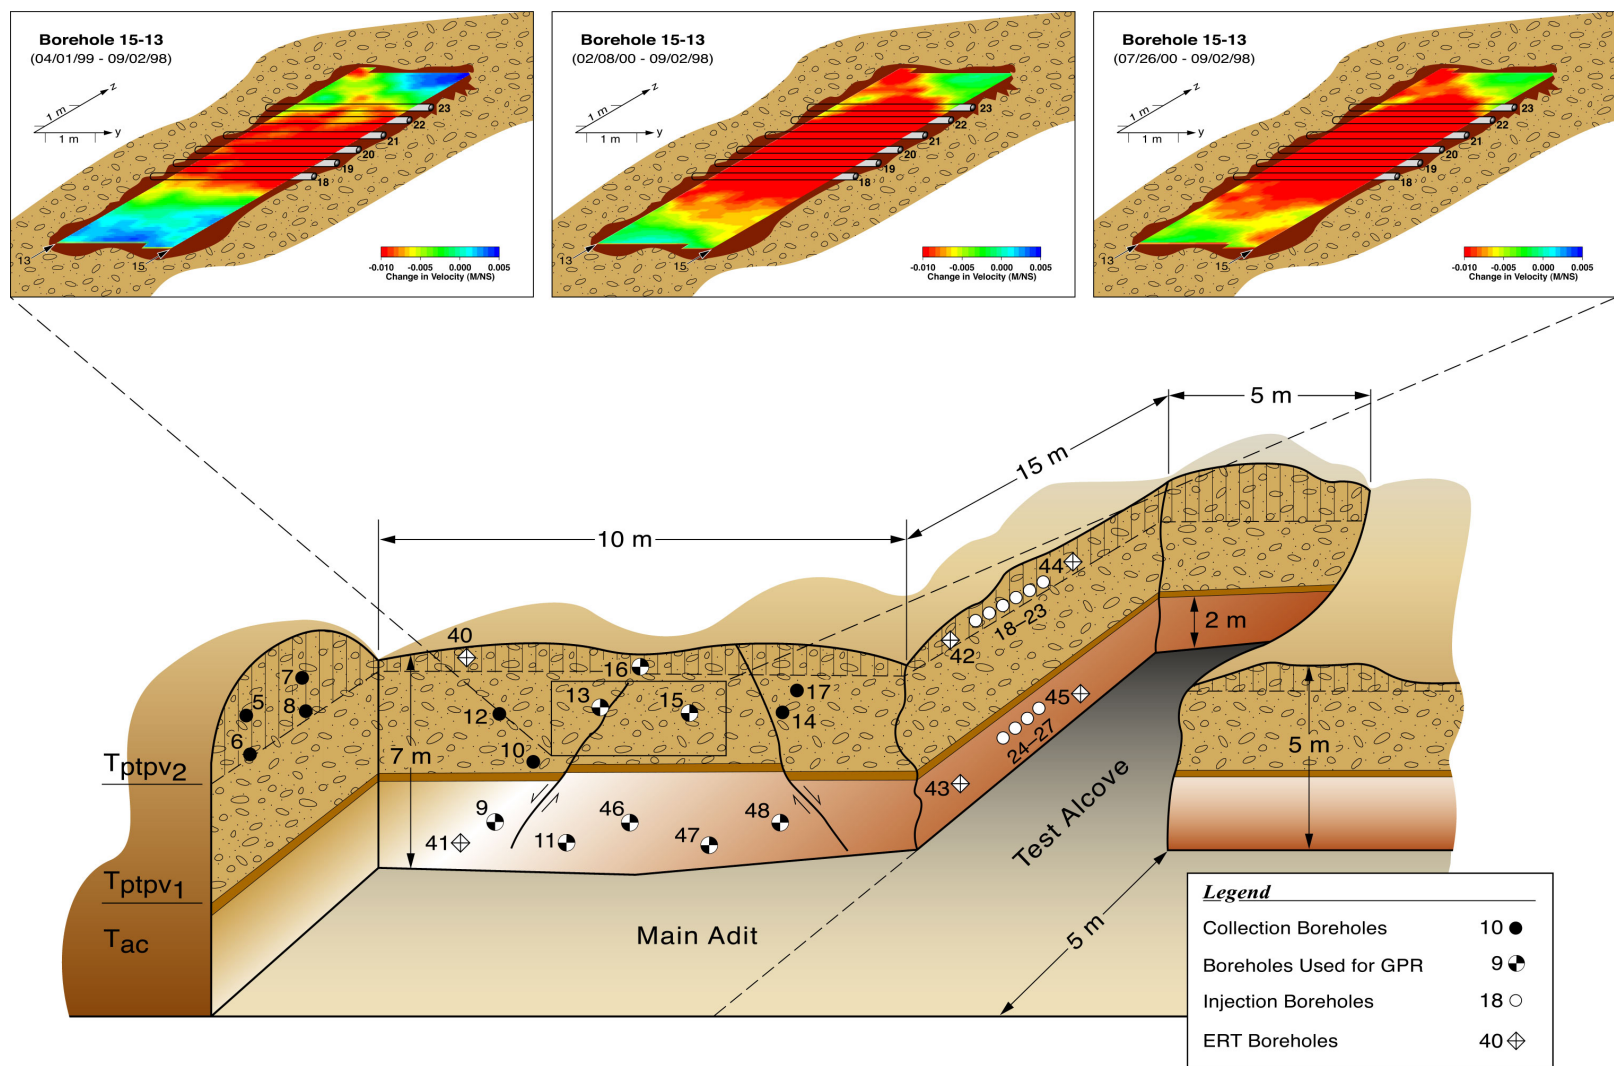 Borehole 15-13
(04/01/99 - 09/02/98)
1 m
z
1 m
y
23
22
21
20
19
18
13
15
-0.010 -0.005 0.000 0.005
Change in Velocity (M/NS)
Borehole 15-13
(02/08/00 - 09/02/98)
1 m
z
1 m
y
23
22
21
20
19
18
13
15
-0.010 -0.005 0.000 0.005
Change in Velocity (M/NS)
Borehole 15-13
(07/26/00 - 09/02/98)
1 m
z
1 m
y
23
22
21
20
19
18
13
15
-0.010 -0.005 0.000 0.005
Change in Velocity (M/NS)
5 m
15 m
10 m
2 m
7 m
5 m
5 m
40
16
44
18–23
42
7
5
8
6
13
15
12
10
17
14
45
24–27
43
9
46
48
41
11
47
Tptpv2
Tptpv1
Tac
Test Alcove
Main Adit
Legend
Collection Boreholes 10
Boreholes Used for GPR 9
Injection Boreholes 18
ERT Boreholes 40